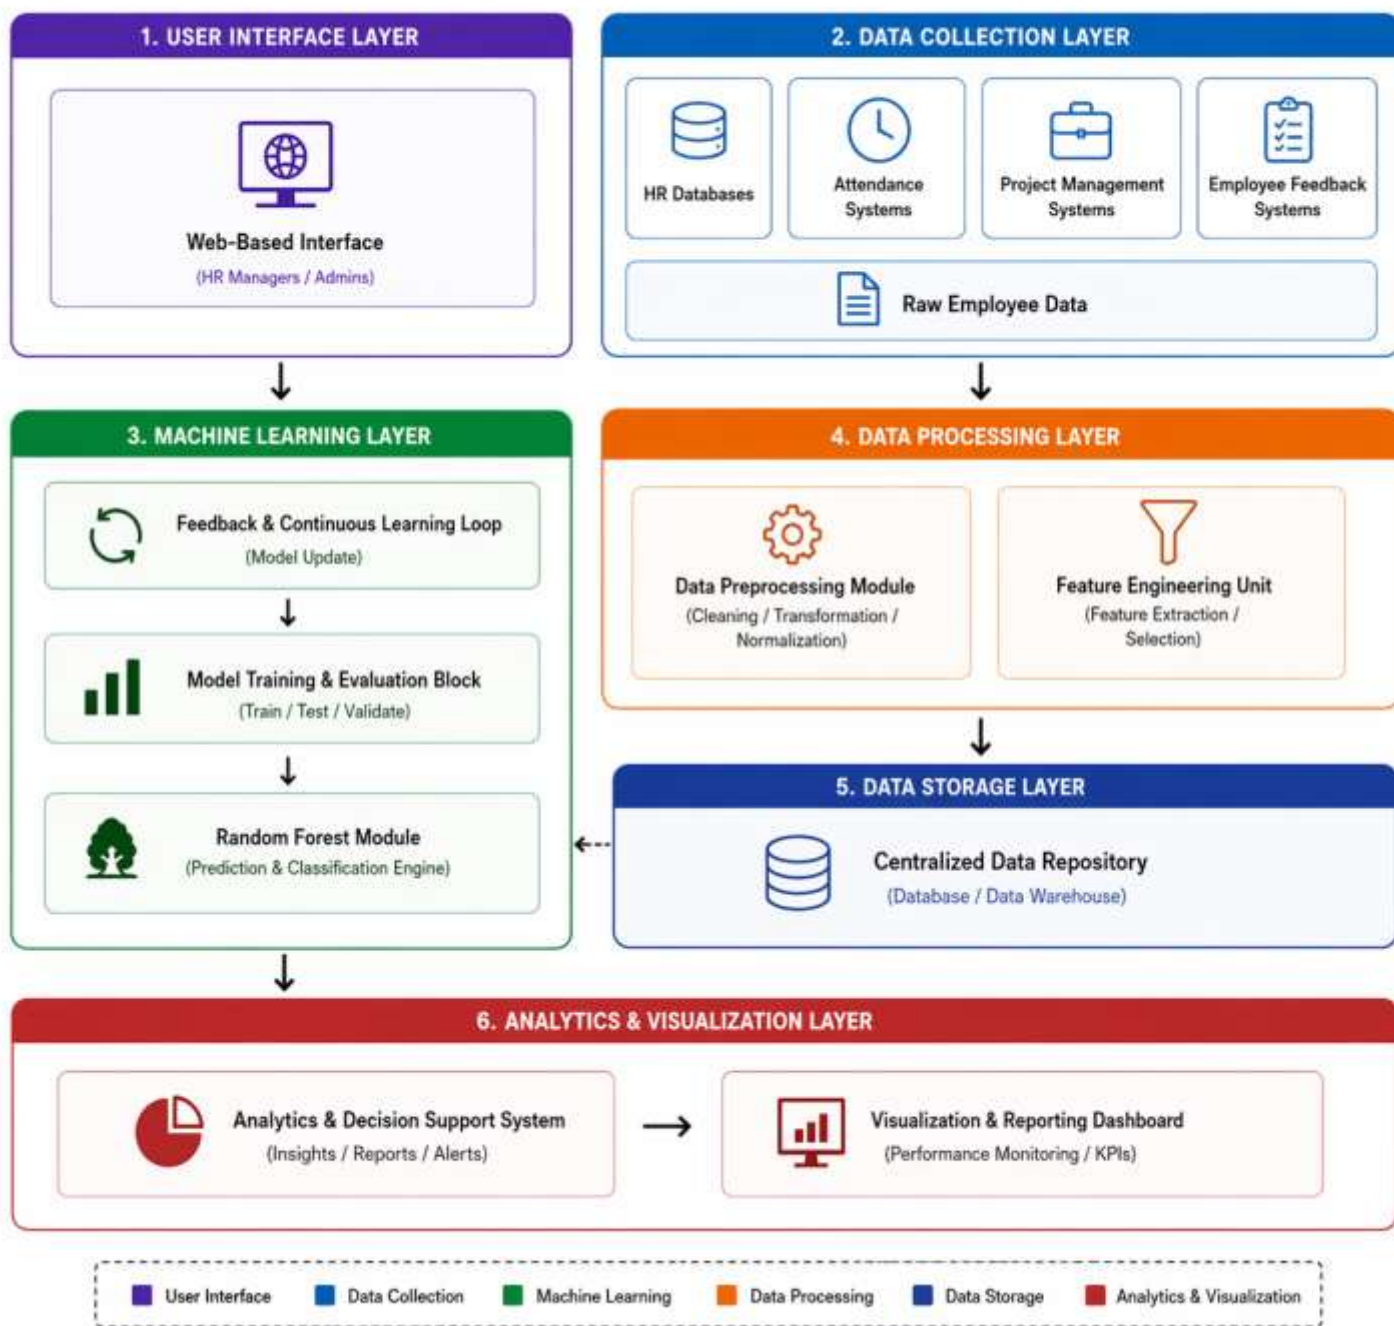 1. USER INTERFACE LAYER
Web-Based Interface
(HR Managers / Admins)
2. DATA COLLECTION LAYER
HR Databases
Attendance
Systems
Project Management
Systems
Employee Feedback
Systems
Raw Employee Data
3. MACHINE LEARNING LAYER
Feedback & Continuous Learning Loop
(Model Update)
Model Training & Evaluation Block
(Train / Test / Validate)
Random Forest Module
(Prediction & Classification Engine)
4. DATA PROCESSING LAYER
Data Preprocessing Module
(Cleaning / Transformation /
Normalization)
Feature Engineering Unit
(Feature Extraction /
Selection)
5. DATA STORAGE LAYER
Centralized Data Repository
(Database / Data Warehouse)
6. ANALYTICS & VISUALIZATION LAYER
Analytics & Decision Support System
(Insights / Reports / Alerts)
Visualization & Reporting Dashboard
(Performance Monitoring / KPIs)
User Interface
Data Collection
Machine Learning
Data Processing
Data Storage
Analytics & Visualization